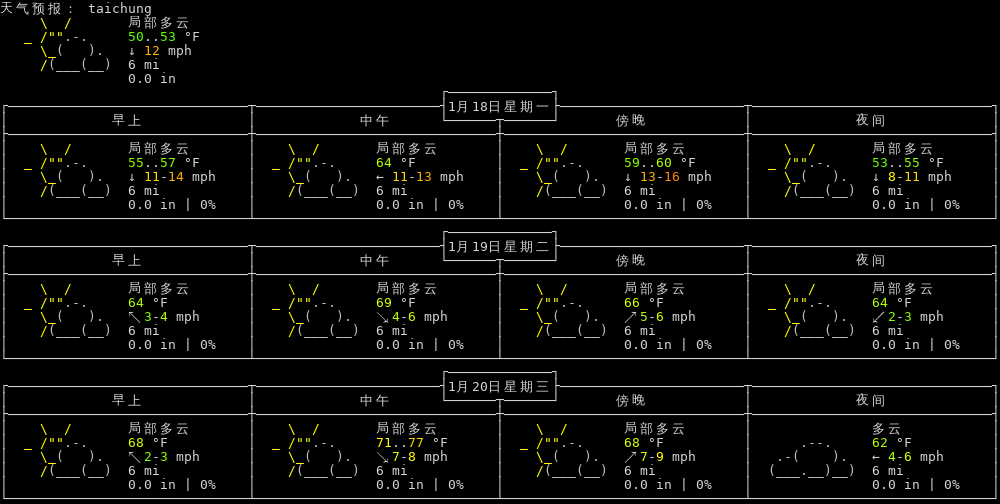 天气预报： taichung
局部多云
50..53 °F
↓ 12 mph
6 mi
0.0 in
1月18日星期一
早上 中午 傍晚 夜间
局部多云 局部多云 局部多云 局部多云
55..57 °F 64 °F 59..60 °F 53..55 °F
↓ 11-14 mph ← 11-13 mph ↓ 13-16 mph ↓ 8-11 mph
6 mi 6 mi 6 mi 6 mi
0.0 in | 0% 0.0 in | 0% 0.0 in | 0% 0.0 in | 0%
1月19日星期二
早上 中午 傍晚 夜间
局部多云 局部多云 局部多云 局部多云
64 °F 69 °F 66 °F 64 °F
↖ 3-4 mph ↘ 4-6 mph ↗ 5-6 mph ↙ 2-3 mph
6 mi 6 mi 6 mi 6 mi
0.0 in | 0% 0.0 in | 0% 0.0 in | 0% 0.0 in | 0%
1月20日星期三
早上 中午 傍晚 夜间
局部多云 局部多云 局部多云 多云
68 °F 71..77 °F 68 °F 62 °F
↖ 2-3 mph ↘ 7-8 mph ↗ 7-9 mph ← 4-6 mph
6 mi 6 mi 6 mi 6 mi
0.0 in | 0% 0.0 in | 0% 0.0 in | 0% 0.0 in | 0%